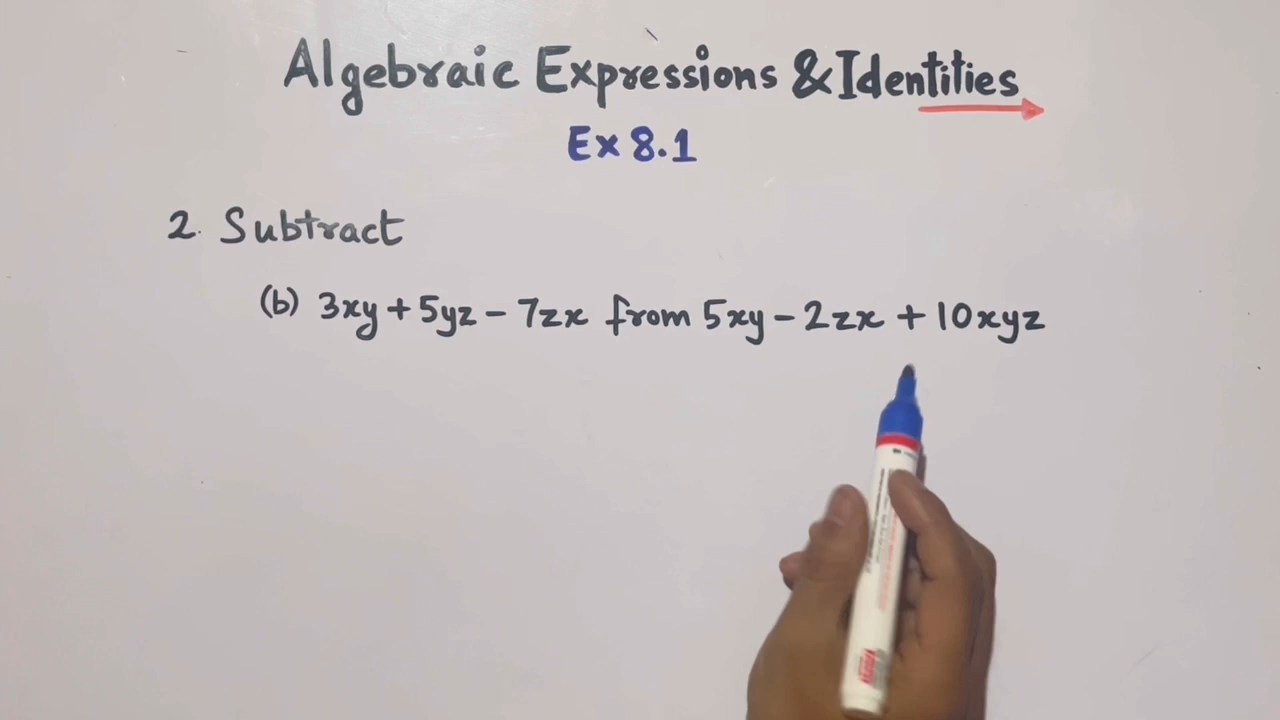 Algebraic Expressions & Identities
Ex 8.1
2. Subtract
(b) 3xy + 5yz - 7zx from 5xy - 2zx + 10xyz